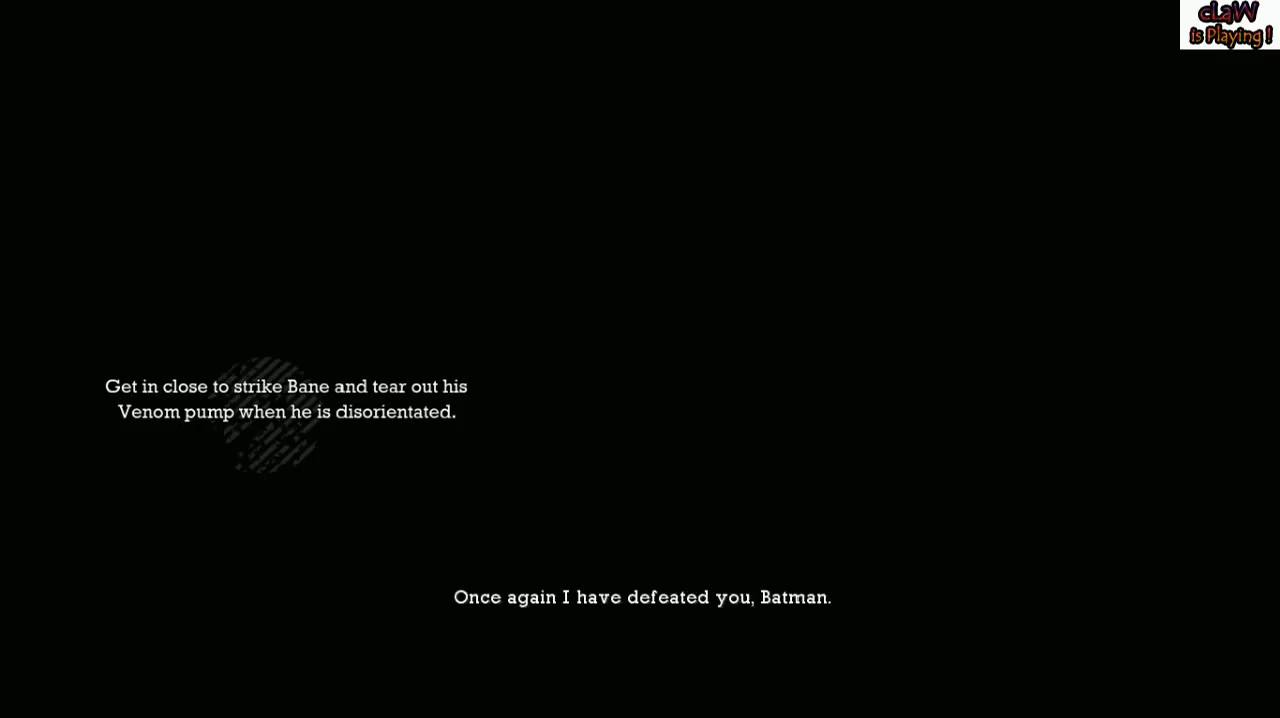 cLaW
is Playing !
Get in close to strike Bane and tear out his
Venom pump when he is disorientated.
Once again I have defeated you, Batman.